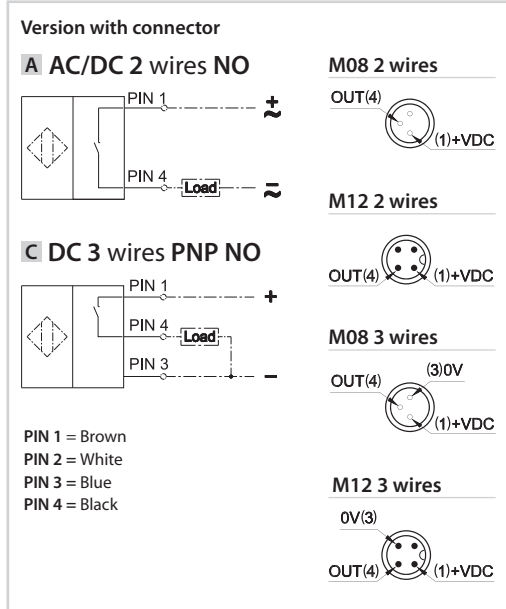 Version with connector
A AC/DC 2 wires NO
PIN 1
+
~
PIN 4
Load
–
~
C DC 3 wires PNP NO
PIN 1
+
PIN 4
Load
PIN 3
–
PIN 1 = Brown
PIN 2 = White
PIN 3 = Blue
PIN 4 = Black
M08 2 wires
OUT(4)
(1)+VDC
M12 2 wires
OUT(4)
(1)+VDC
M08 3 wires
(3)0V
OUT(4)
(1)+VDC
M12 3 wires
0V(3)
OUT(4)
(1)+VDC